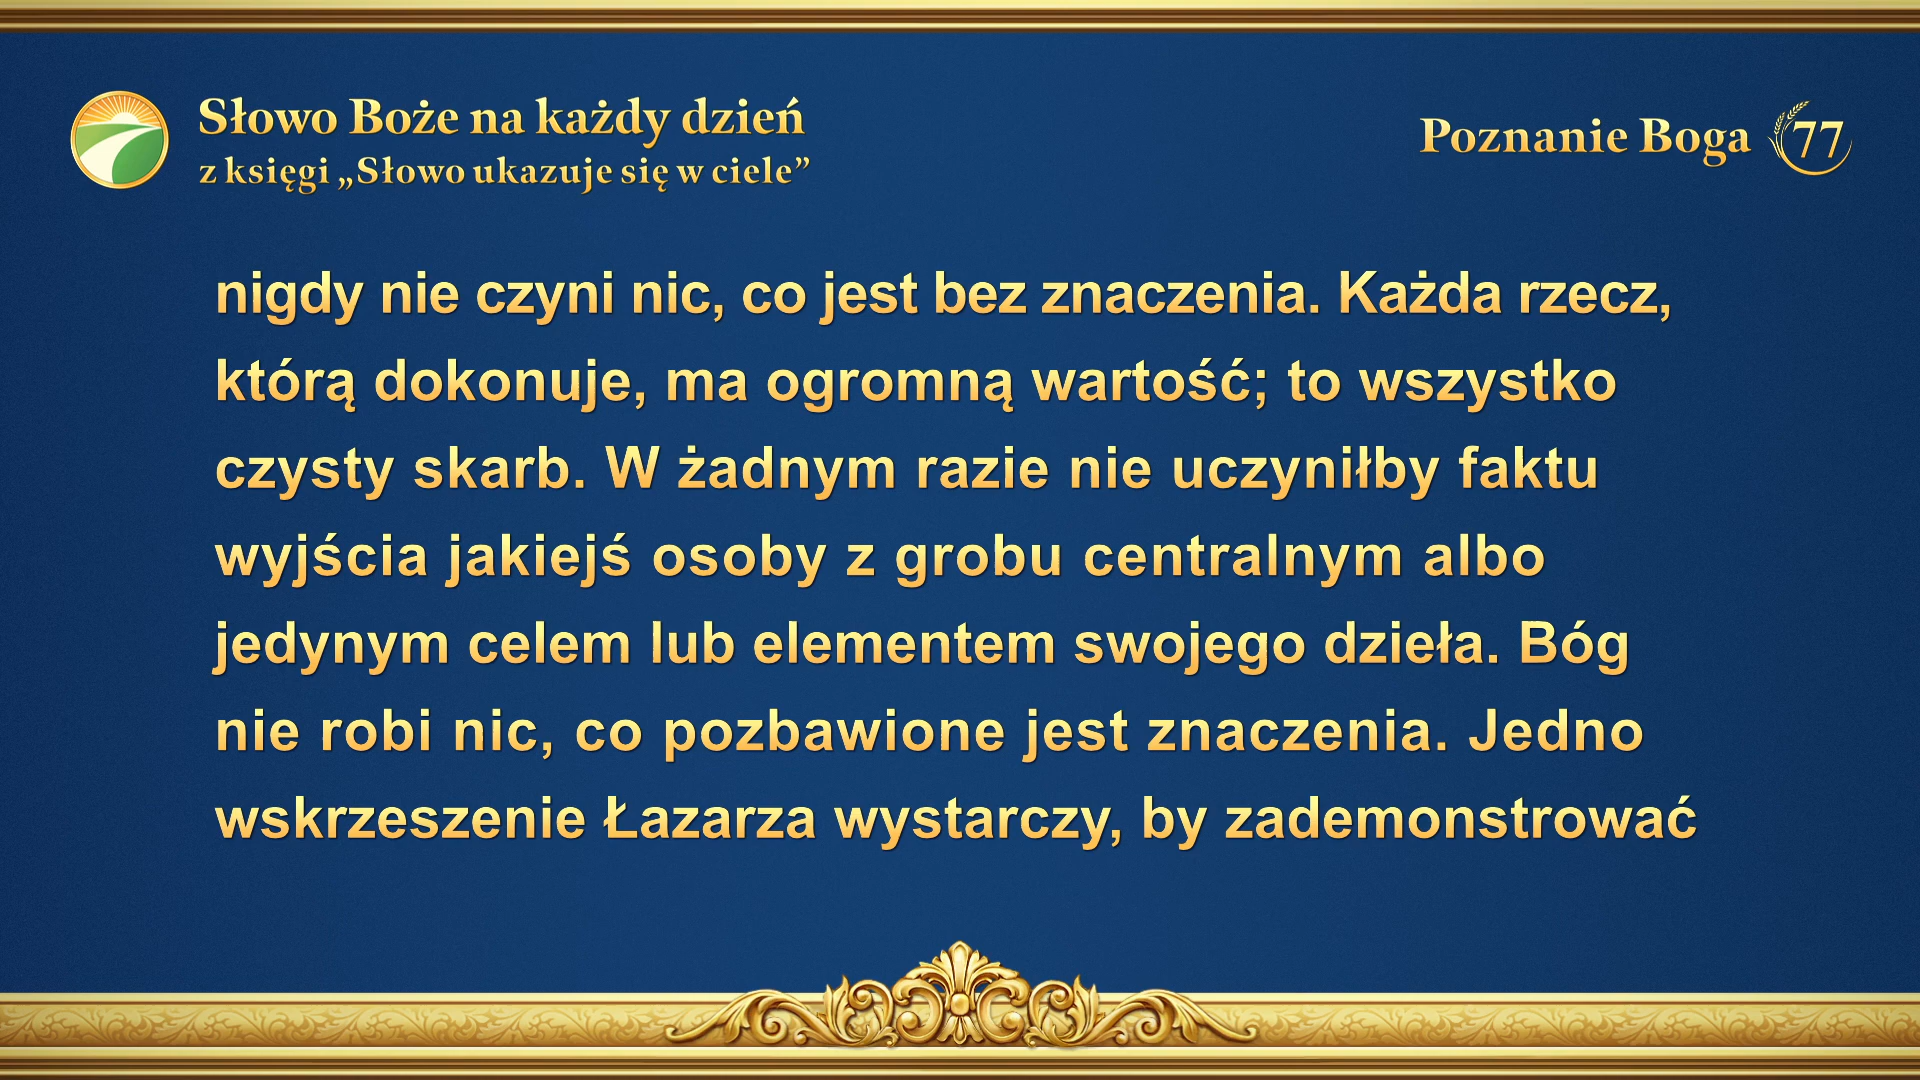 Słowo Boże na każdy dzień
z księgi „Słowo ukazuje się w ciele”
Poznanie Boga 77
nigdy nie czyni nic, co jest bez znaczenia. Każda rzecz,
którą dokonuje, ma ogromną wartość; to wszystko
czysty skarb. W żadnym razie nie uczyniłby faktu
wyjścia jakiejś osoby z grobu centralnym albo
jedynym celem lub elementem swojego dzieła. Bóg
nie robi nic, co pozbawione jest znaczenia. Jedno
wskrzeszenie Łazarza wystarczy, by zademonstrować